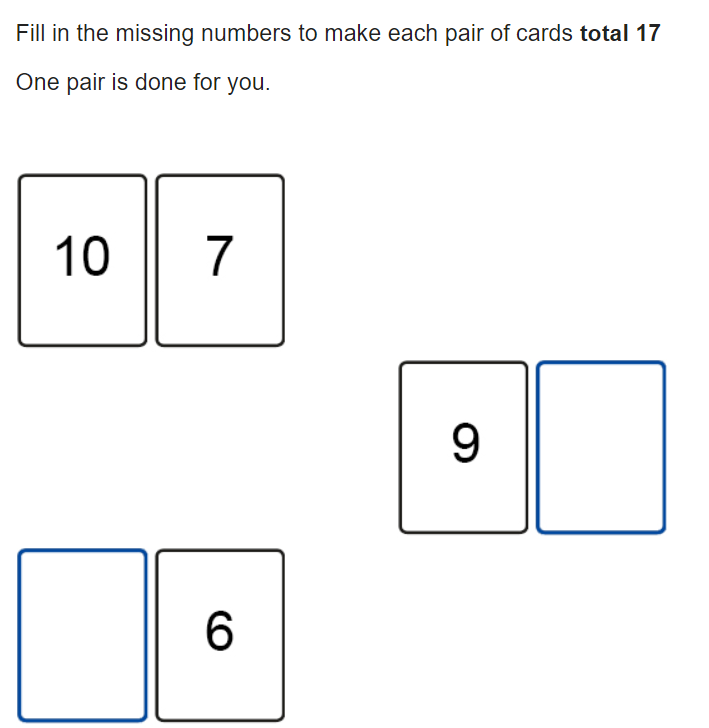 Fill in the missing numbers to make each pair of cards total 17
One pair is done for you.
10 7
9
6